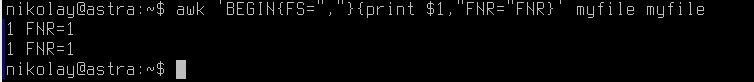 nikolay@astra:~$ awk 'BEGIN{FS=","}{print $1,"FNR="FNR}' myfile myfile
1 FNR=1
1 FNR=1
nikolay@astra:~$